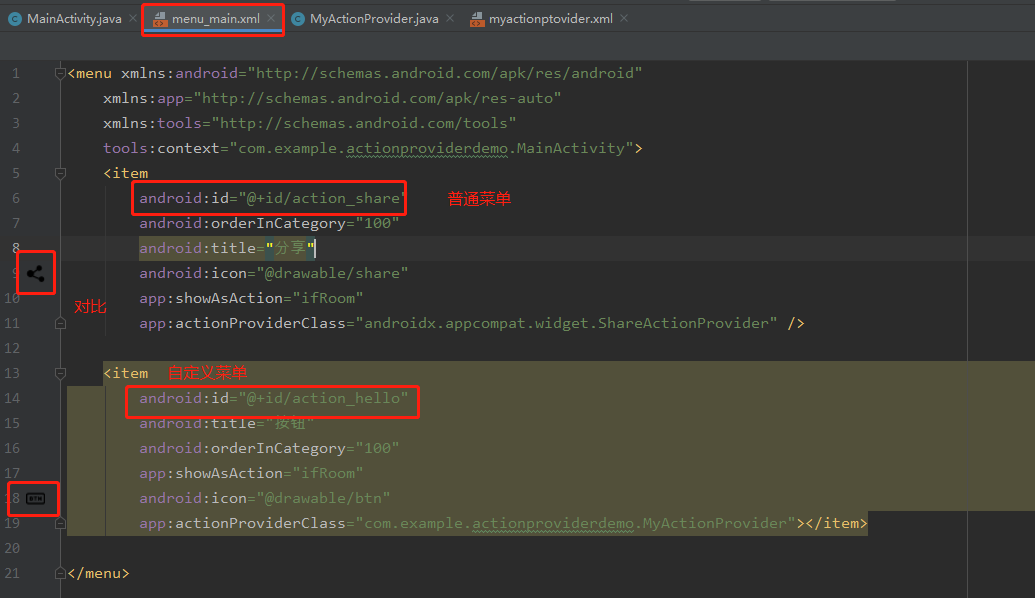 MainActivity.java menu_main.xml MyActionProvider.java myactionptovider.xml
1 <menu xmlns:android="http://schemas.android.com/apk/res/android"
2 xmlns:app="http://schemas.android.com/apk/res-auto"
3 xmlns:tools="http://schemas.android.com/tools"
4 tools:context="com.example.actionproviderdemo.MainActivity">
5 <item
6 android:id="@+id/action_share" 普通菜单
7 android:orderInCategory="100"
8 android:title="分享"
9 android:icon="@drawable/share"
10 app:showAsAction="ifRoom"
对比
11 app:actionProviderClass="androidx.appcompat.widget.ShareActionProvider" />
12
13 <item 自定义菜单
14 android:id="@+id/action_hello"
15 android:title="按钮"
16 android:orderInCategory="100"
17 app:showAsAction="ifRoom"
18 BTN android:icon="@drawable/btn"
19 app:actionProviderClass="com.example.actionproviderdemo.MyActionProvider"></item>
20
21 </menu>